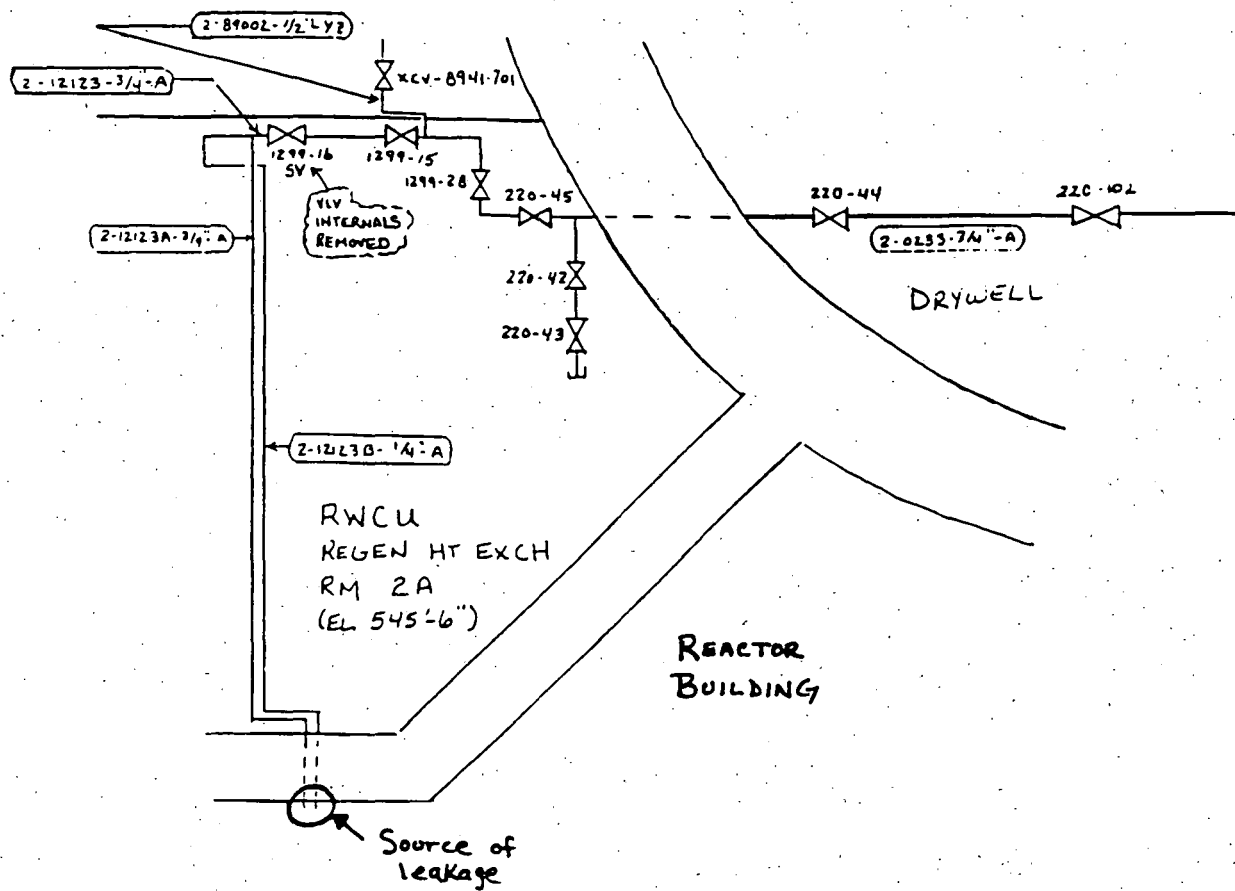 2-89002-1/2"LYZ
2-12123-3/4"-A
XCV-8941-701
1299-16
SV
1299-15
1299-28
VLV
INTERNALS
REMOVED
220-45
220-44
220-102
2-12123A-3/4"-A
2-0233-3/4"-A
220-42
DRYWELL
220-43
2-12123B-1/4"-A
RWCU
REGEN HT EXCH
RM 2A
(EL 545'-6")
REACTOR
BUILDING
Source of
leakage